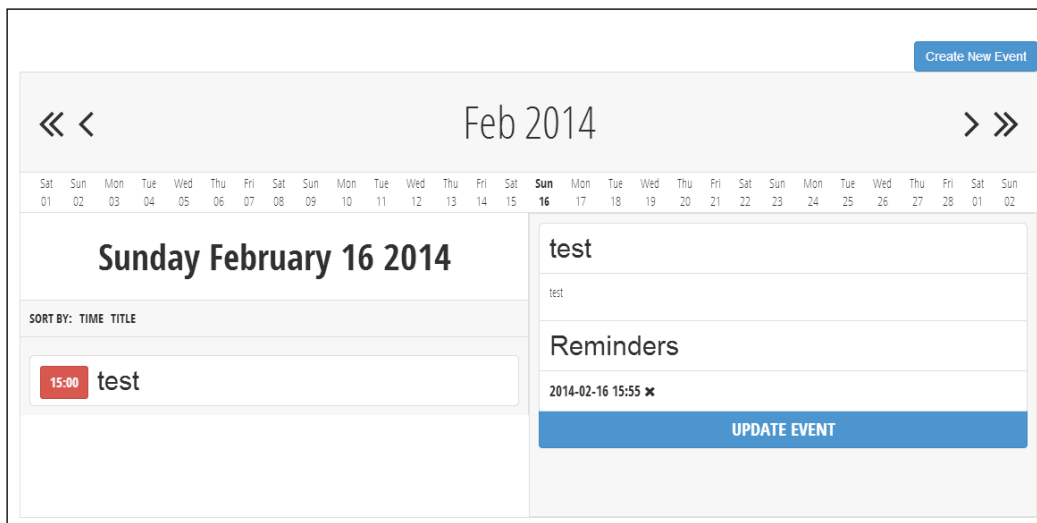 Create New Event
Feb 2014
Sat Sun Mon Tue Wed Thu Fri Sat Sun Mon Tue Wed Thu Fri Sat Sun Mon Tue Wed Thu Fri Sat Sun Mon Tue Wed Thu Fri Sat Sun
01 02 03 04 05 06 07 08 09 10 11 12 13 14 15 16 17 18 19 20 21 22 23 24 25 26 27 28 01 02
Sunday February 16 2014
SORT BY: TIME TITLE
15:00 test
test
test
Reminders
2014-02-16 15:55 ✖
UPDATE EVENT